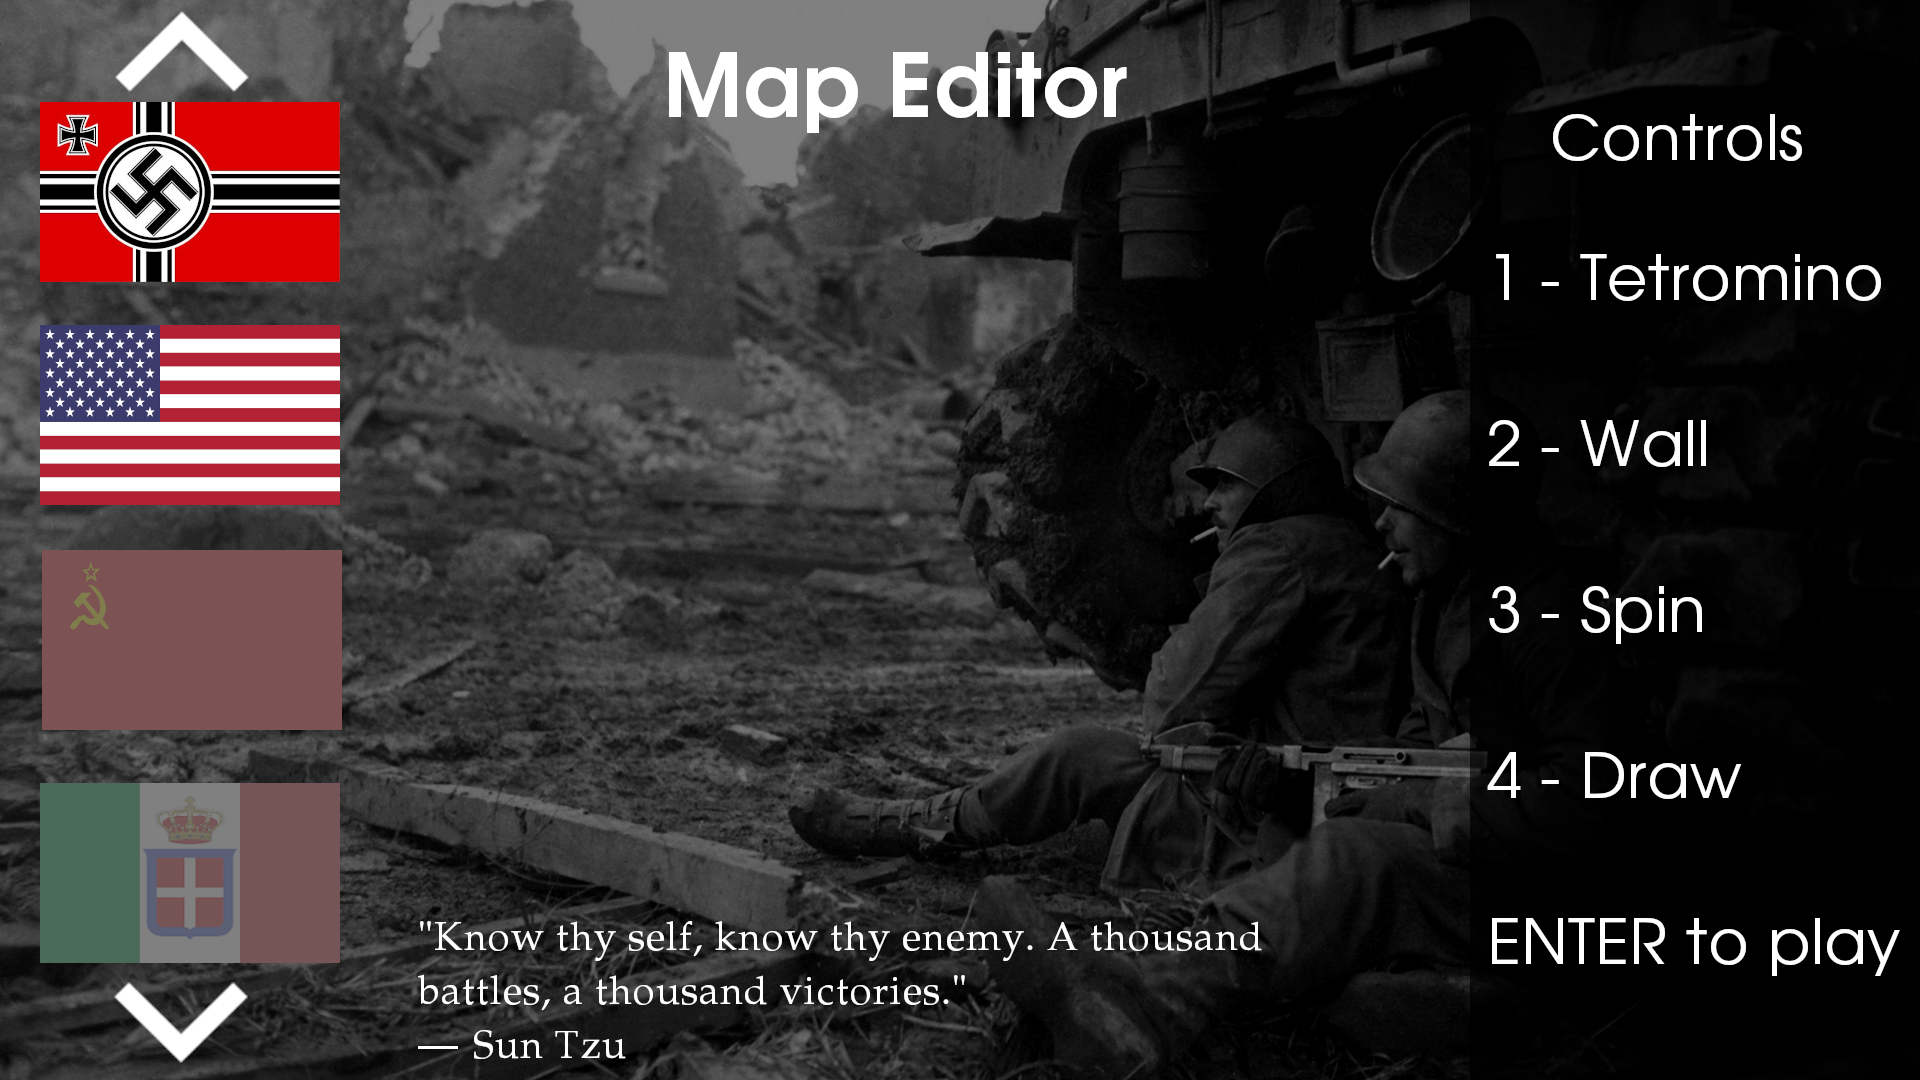 Map Editor
Controls
1 - Tetromino
2 - Wall
3 - Spin
4 - Draw
ENTER to play
"Know thy self, know thy enemy. A thousand
battles, a thousand victories."
— Sun Tzu